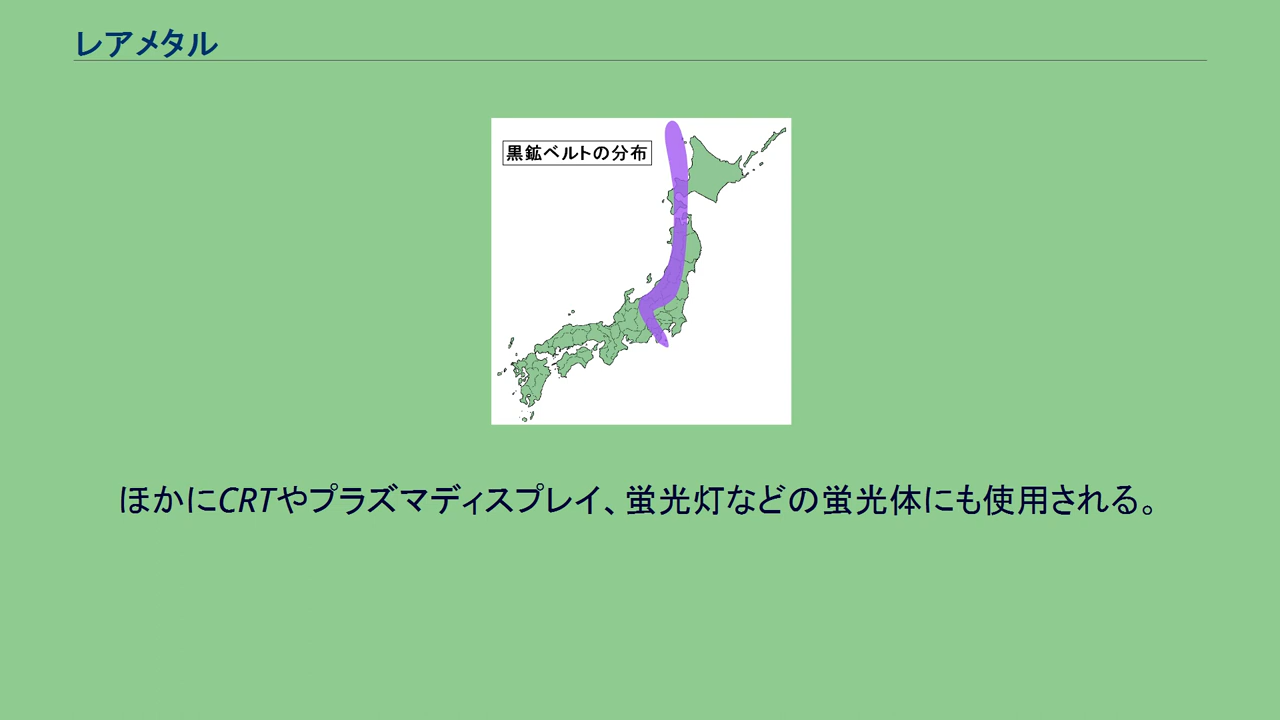 レアメタル
黒鉱ベルトの分布
ほかにCRTやプラズマディスプレイ、蛍光灯などの蛍光体にも使用される。